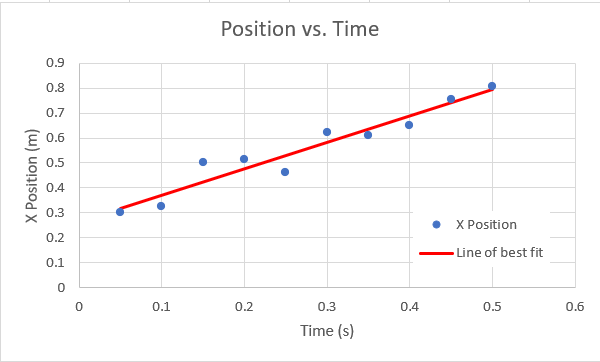 Position vs. Time
0.9
0.8
0.7
0.6
0.5
0.4
0.3
0.2
0.1
0
X Position (m)
X Position
Line of best fit
0 0.1 0.2 0.3 0.4 0.5 0.6
Time (s)